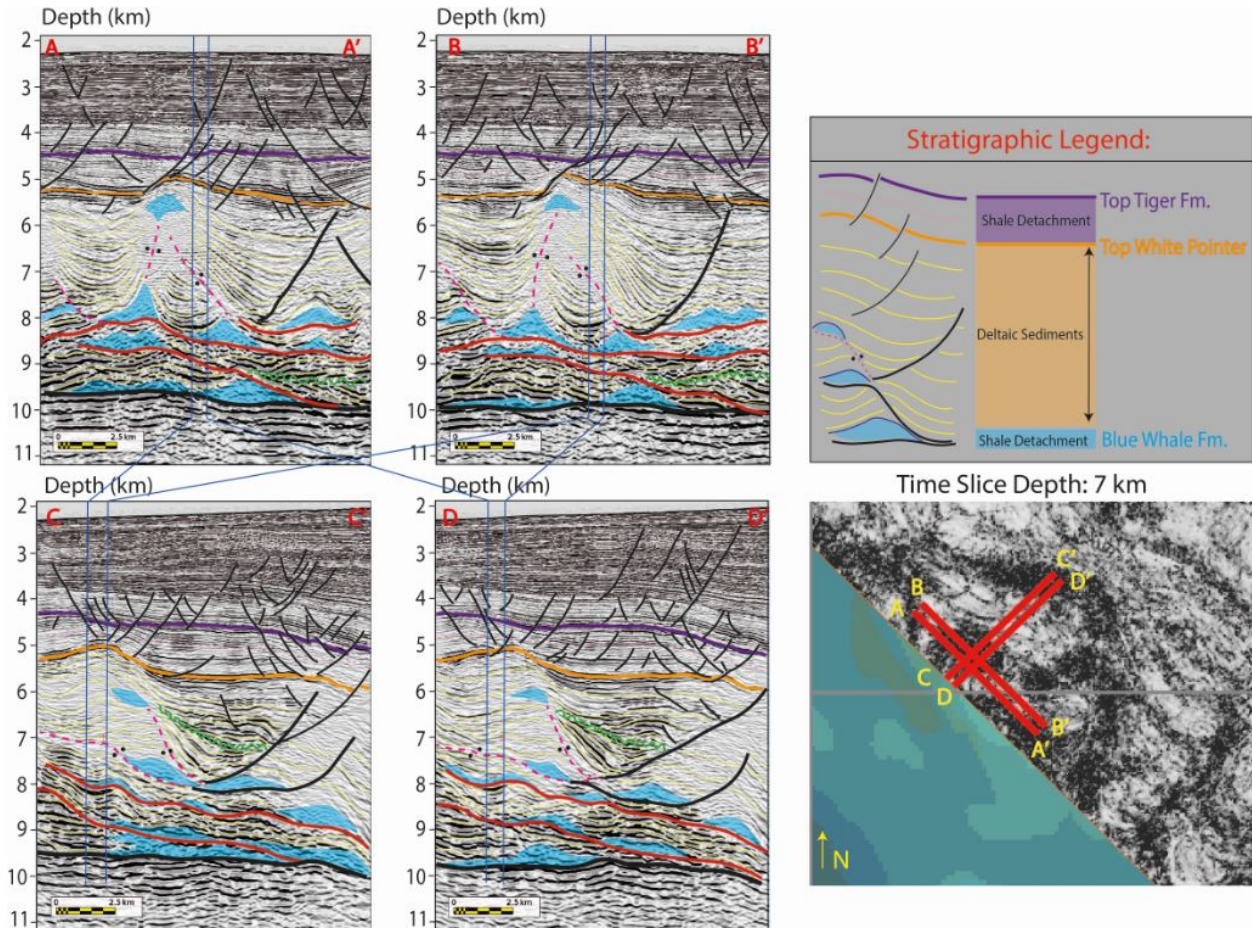 Depth (km)
A
A'
2
3
4
5
6
7
8
9
10
11
0
2.5 km
Depth (km)
B
B'
2
3
4
5
6
7
8
9
10
11
0
2.5 km
Stratigraphic Legend:
Top Tiger Fm.
Shale Detachment
Top White Pointer
Deltaic Sediments
Shale Detachment
Blue Whale Fm.
Depth (km)
C
C'
2
3
4
5
6
7
8
9
10
11
0
2.5 km
Depth (km)
D
D'
2
3
4
5
6
7
8
9
10
11
0
2.5 km
Time Slice Depth: 7 km
C'
D'
B
A
C
D
B'
A'
N